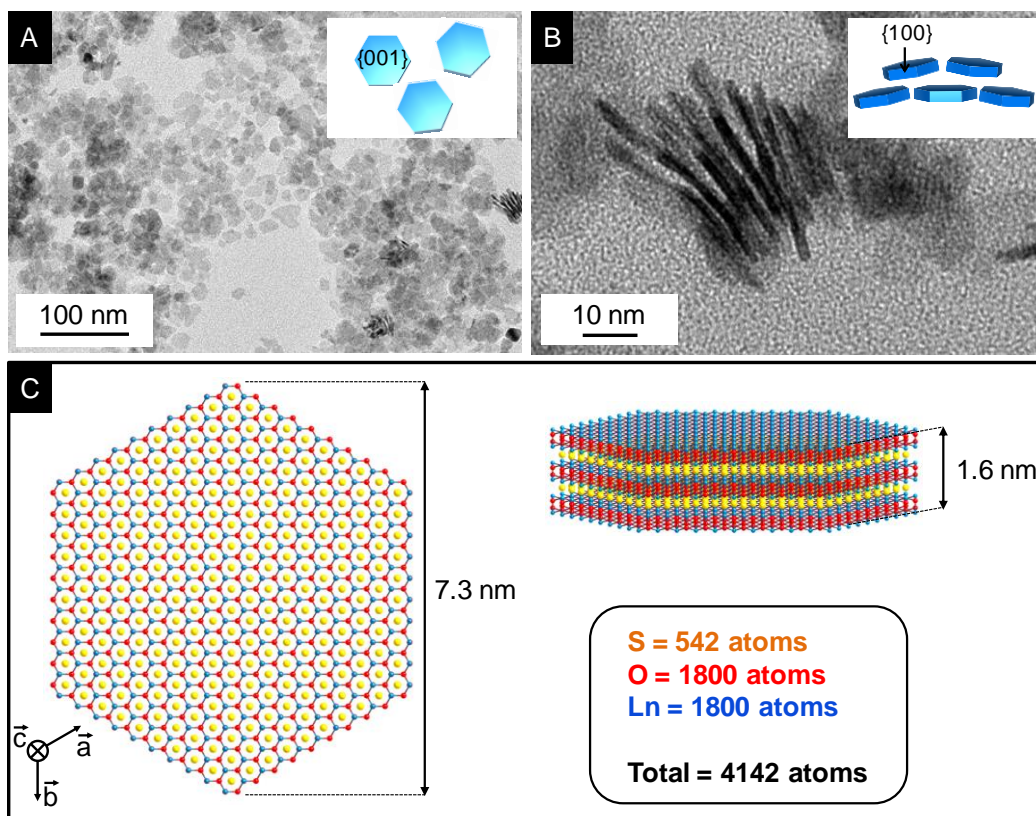 A
{001}
100 nm
B
{100}
10 nm
C
7.3 nm
1.6 nm
c
a
b
S = 542 atoms
O = 1800 atoms
Ln = 1800 atoms
Total = 4142 atoms